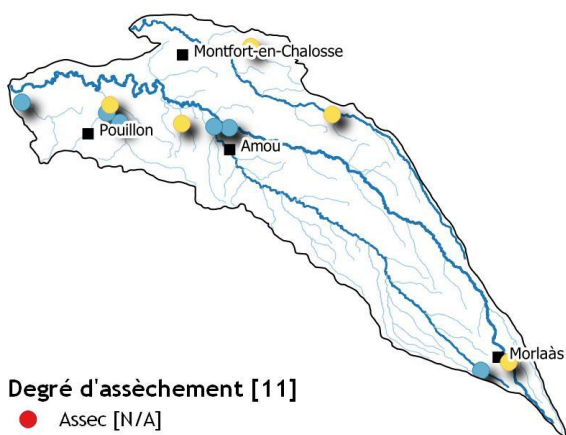 Montfort-en-Chalosse
Pouillon
Amou
Morlaàs
Degré d'assèchement [11]
Assec [N/A]